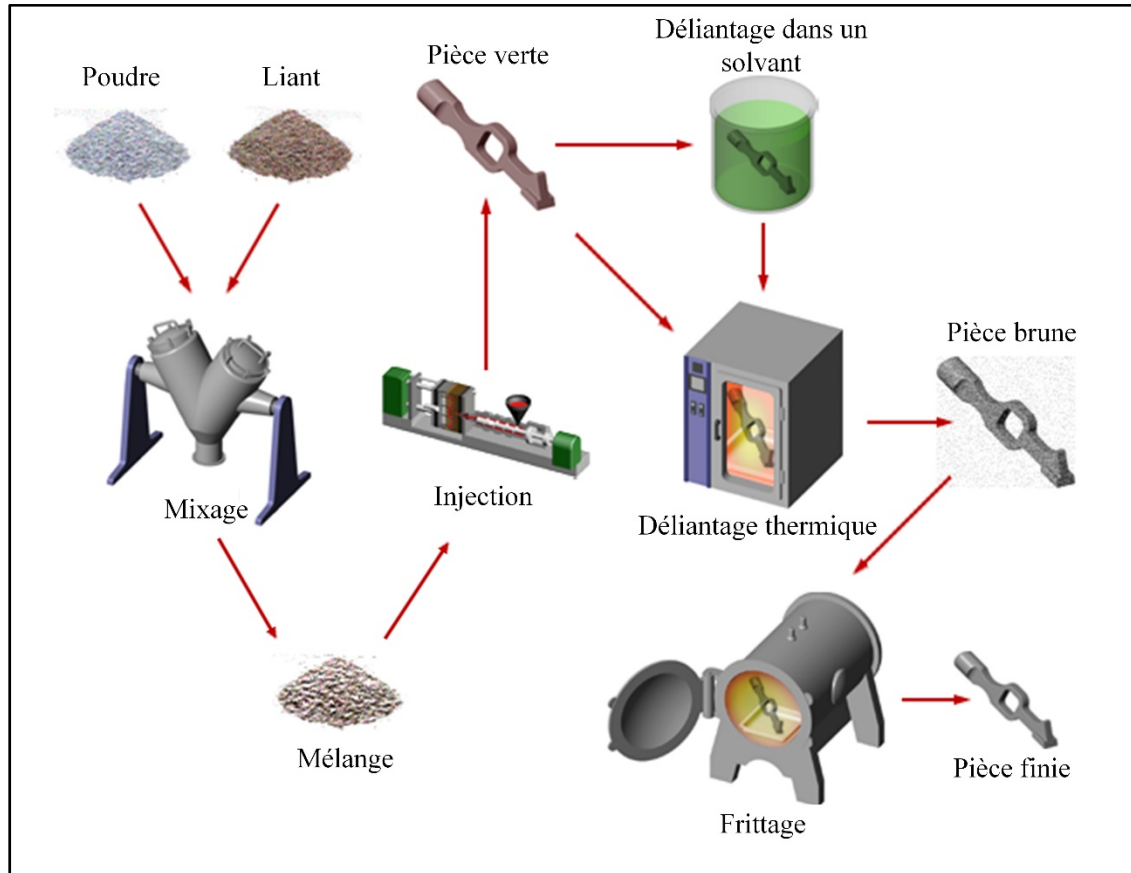 Poudre
Liant
Pièce verte
Déliantage dans un
solvant
Mixage
Injection
Déliantage thermique
Pièce brune
Mélange
Frittage
Pièce finie